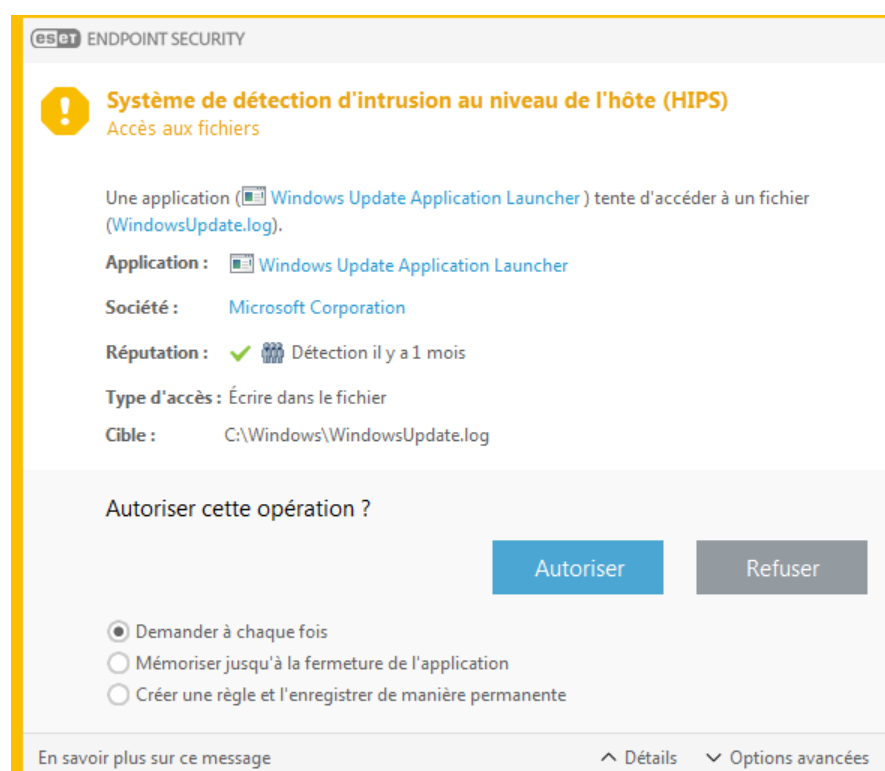 eset ENDPOINT SECURITY
Système de détection d'intrusion au niveau de l'hôte (HIPS)
Accès aux fichiers
Une application ( Windows Update Application Launcher ) tente d'accéder à un fichier
(WindowsUpdate.log).
Application : Windows Update Application Launcher
Société : Microsoft Corporation
Réputation : Détection il y a 1 mois
Type d'accès : Écrire dans le fichier
Cible : C:\Windows\WindowsUpdate.log
Autoriser cette opération ?
Autoriser Refuser
Demander à chaque fois
Mémoriser jusqu'à la fermeture de l'application
Créer une règle et l'enregistrer de manière permanente
En savoir plus sur ce message Détails Options avancées